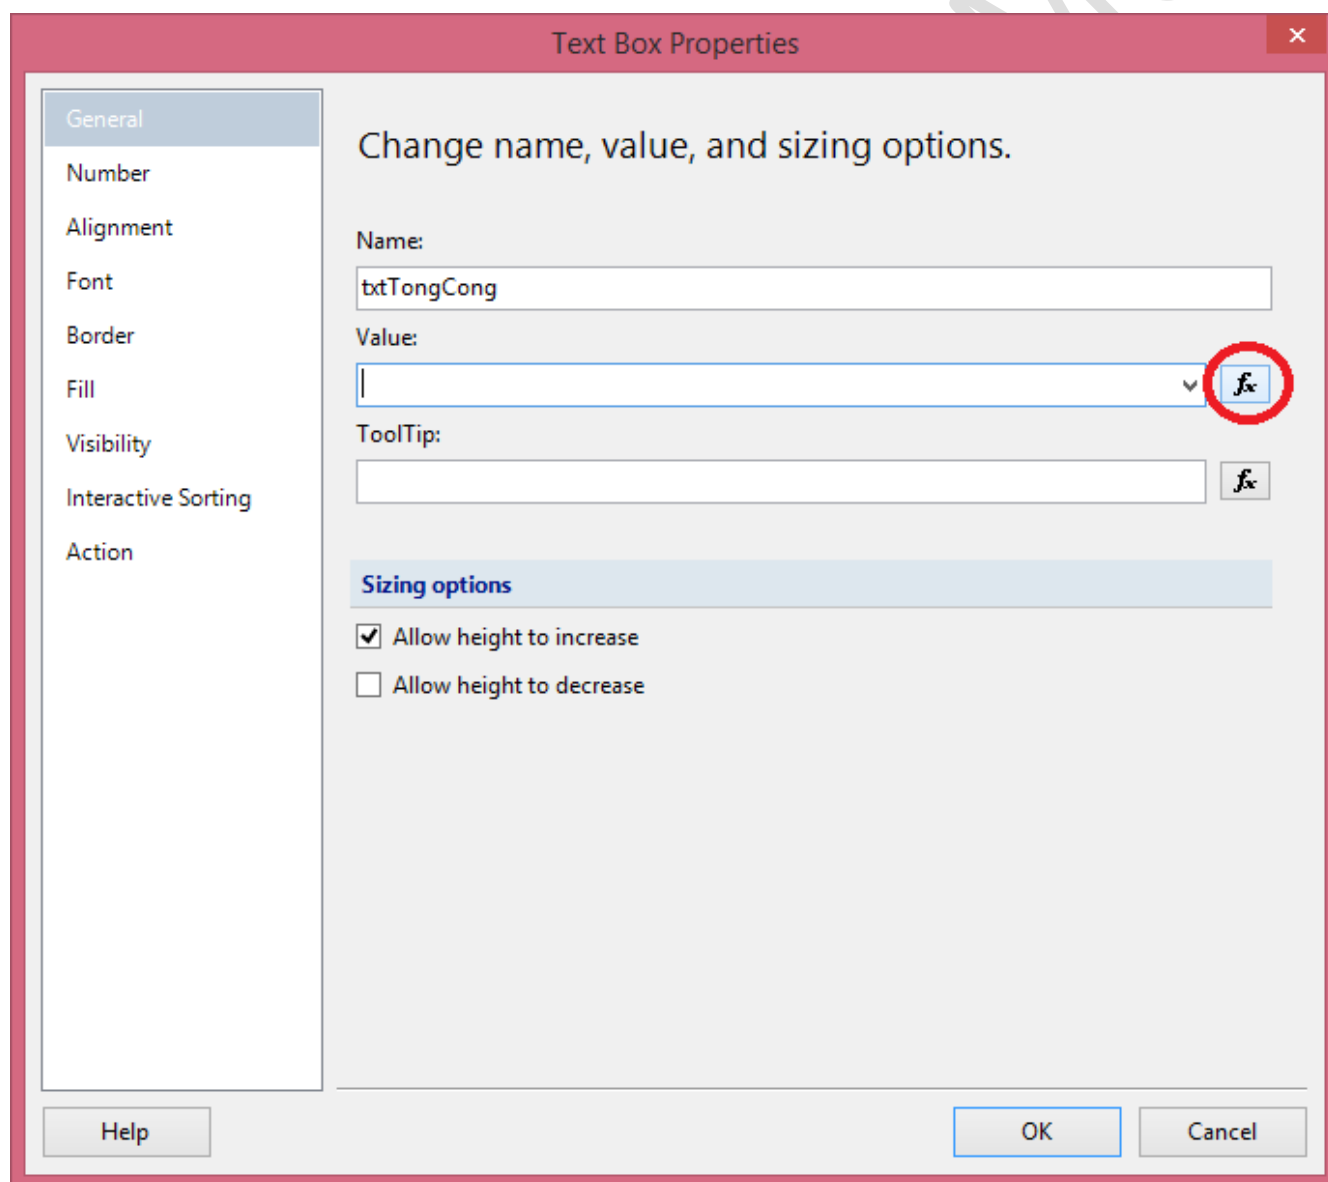 Text Box Properties
General
Number
Alignment
Font
Border
Fill
Visibility
Interactive Sorting
Action
Change name, value, and sizing options.
Name:
txtTongCong
Value:
fx
ToolTip:
fx
Sizing options
Allow height to increase
Allow height to decrease
Help
OK
Cancel